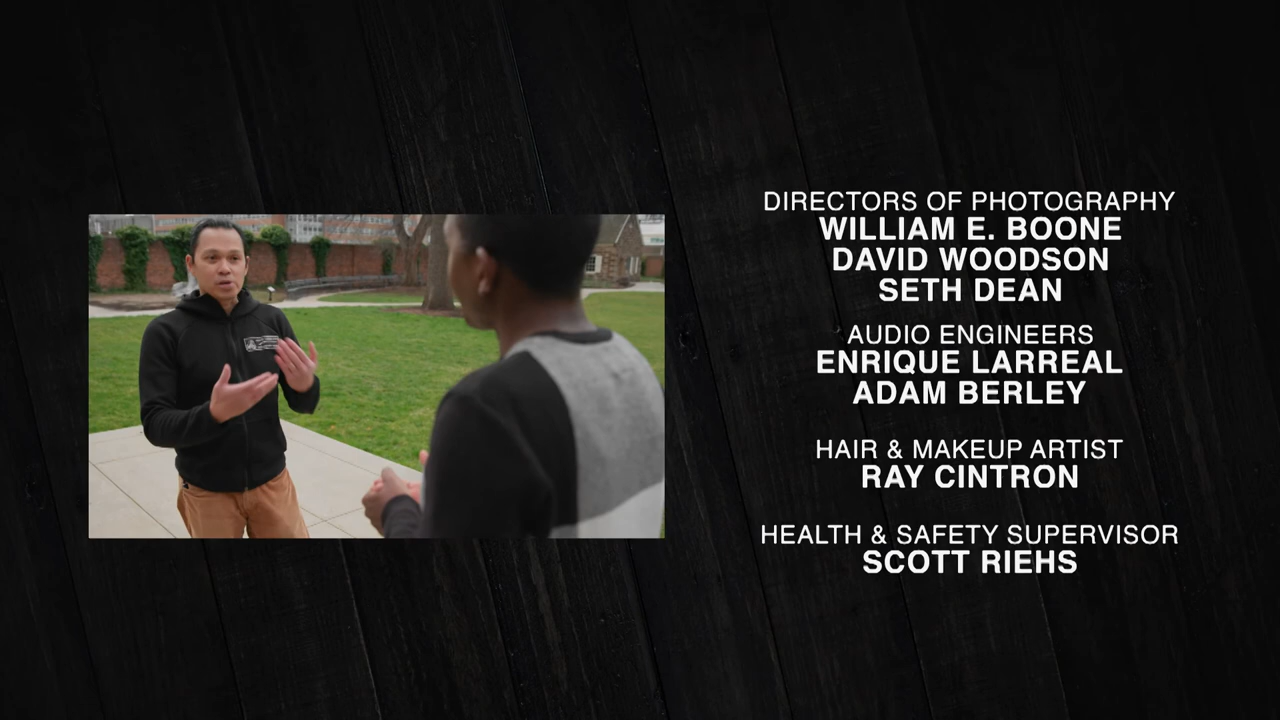 DIRECTORS OF PHOTOGRAPHY
WILLIAM E. BOONE
DAVID WOODSON
SETH DEAN
AUDIO ENGINEERS
ENRIQUE LARREAL
ADAM BERLEY
HAIR & MAKEUP ARTIST
RAY CINTRON
HEALTH & SAFETY SUPERVISOR
SCOTT RIEHS